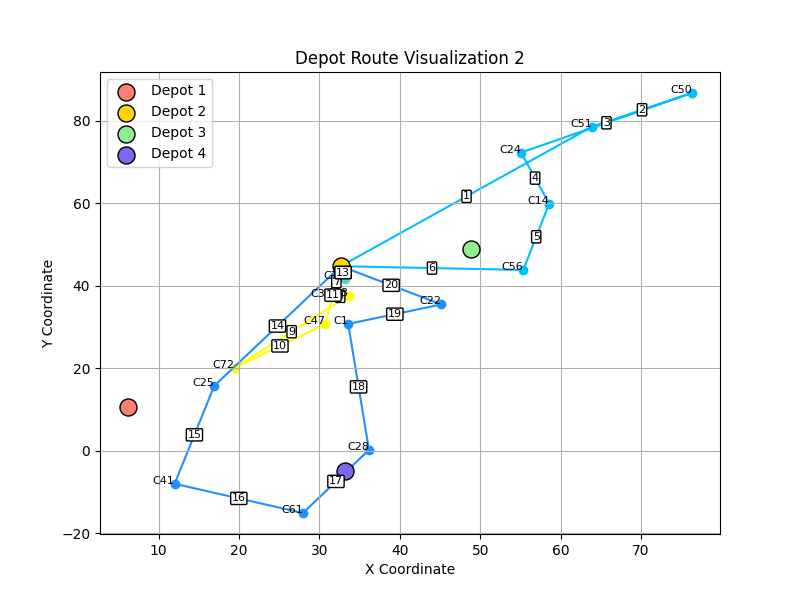 Depot Route Visualization 2
Depot 1
Depot 2
Depot 3
Depot 4
Y Coordinate
80
60
40
20
0
−20
10
20
30
40
50
60
70
X Coordinate
C50
2
C51
3
C24
4
1
C14
5
C56
6
13
7
20
11
C22
19
C47
C1
14
9
10
C72
C25
18
15
C28
C41
17
16
C61